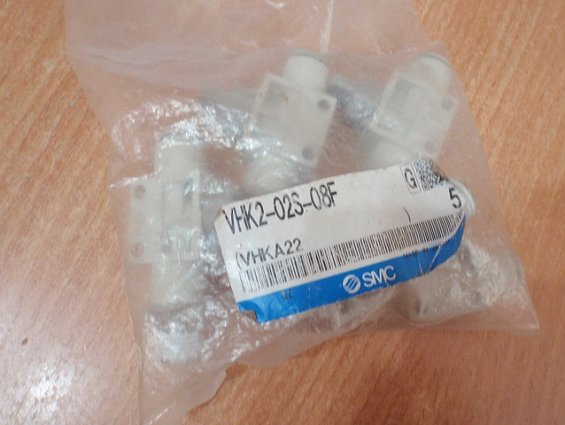 VHK2-02S-08F
G
(VHKA22 )
5
SMC